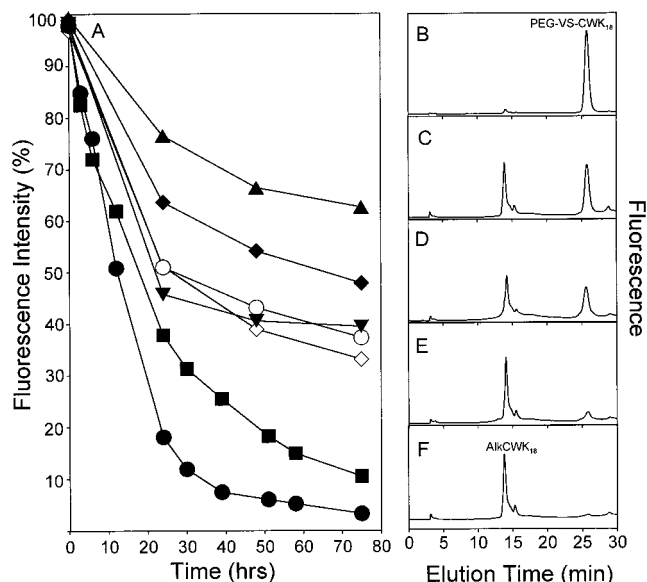 A
100
90
80
70
60
50
40
30
20
10
0 10 20 30 40 50 60 70 80
Time (hrs)
Fluorescence Intensity (%)
B
PEG-VS-CWK₁₈
C
D
E
F
AlkCWK₁₈
0 5 10 15 20 25 30
Elution Time (min)
Fluorescence